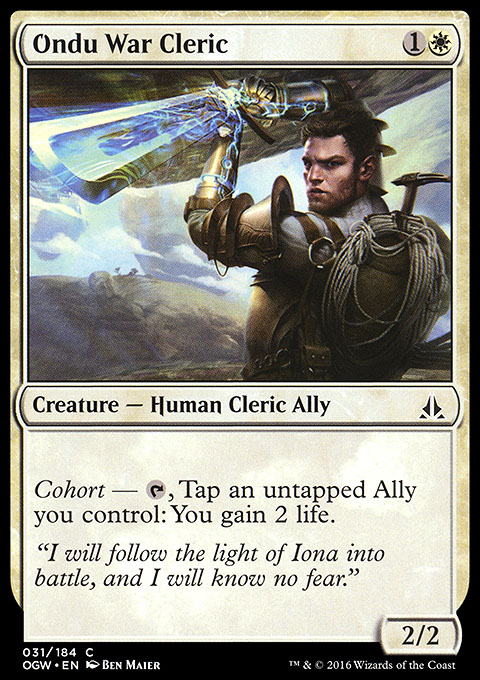 Ondu War Cleric 1
Creature — Human Cleric Ally
Cohort — , Tap an untapped Ally
you control: You gain 2 life.
“I will follow the light of Iona into
battle, and I will know no fear.”
2/2
031/184 C
OGW • EN Ben Maier
™ & © 2016 Wizards of the Coast